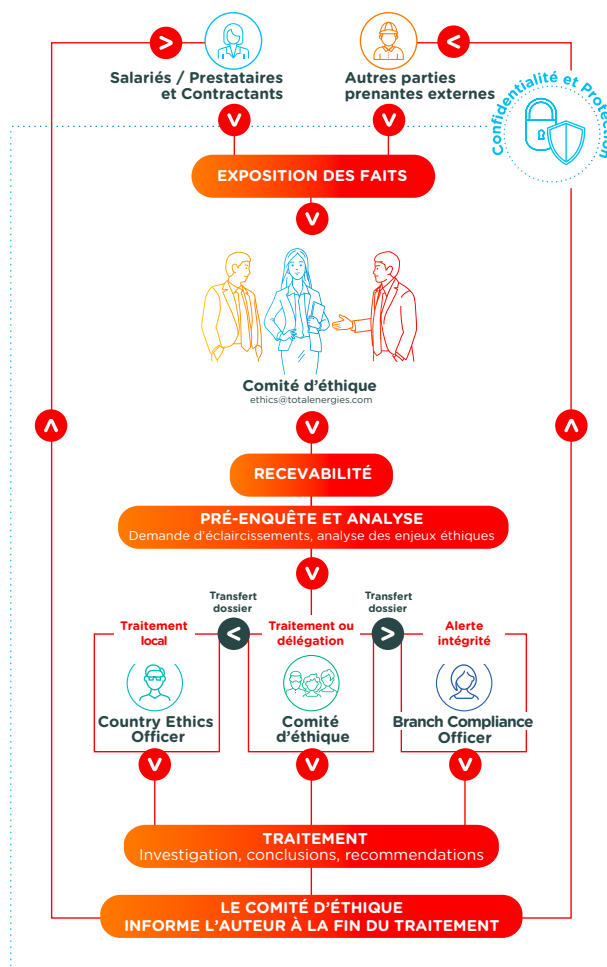 Salariés / Prestataires
et Contractants
Autres parties
prenantes externes
Confidentialité et Protection
EXPOSITION DES FAITS
Comité d'éthique
ethics@totalenergies.com
RECEVABILITÉ
PRÉ-ENQUÊTE ET ANALYSE
Demande d'éclaircissements, analyse des enjeux éthiques
Transfert
dossier
Transfert
dossier
Traitement
local
Traitement ou
délégation
Alerte
intégrité
Country Ethics
Officer
Comité
d'éthique
Branch Compliance
Officer
TRAITEMENT
Investigation, conclusions, recommendations
LE COMITÉ D'ÉTHIQUE
INFORME L'AUTEUR À LA FIN DU TRAITEMENT